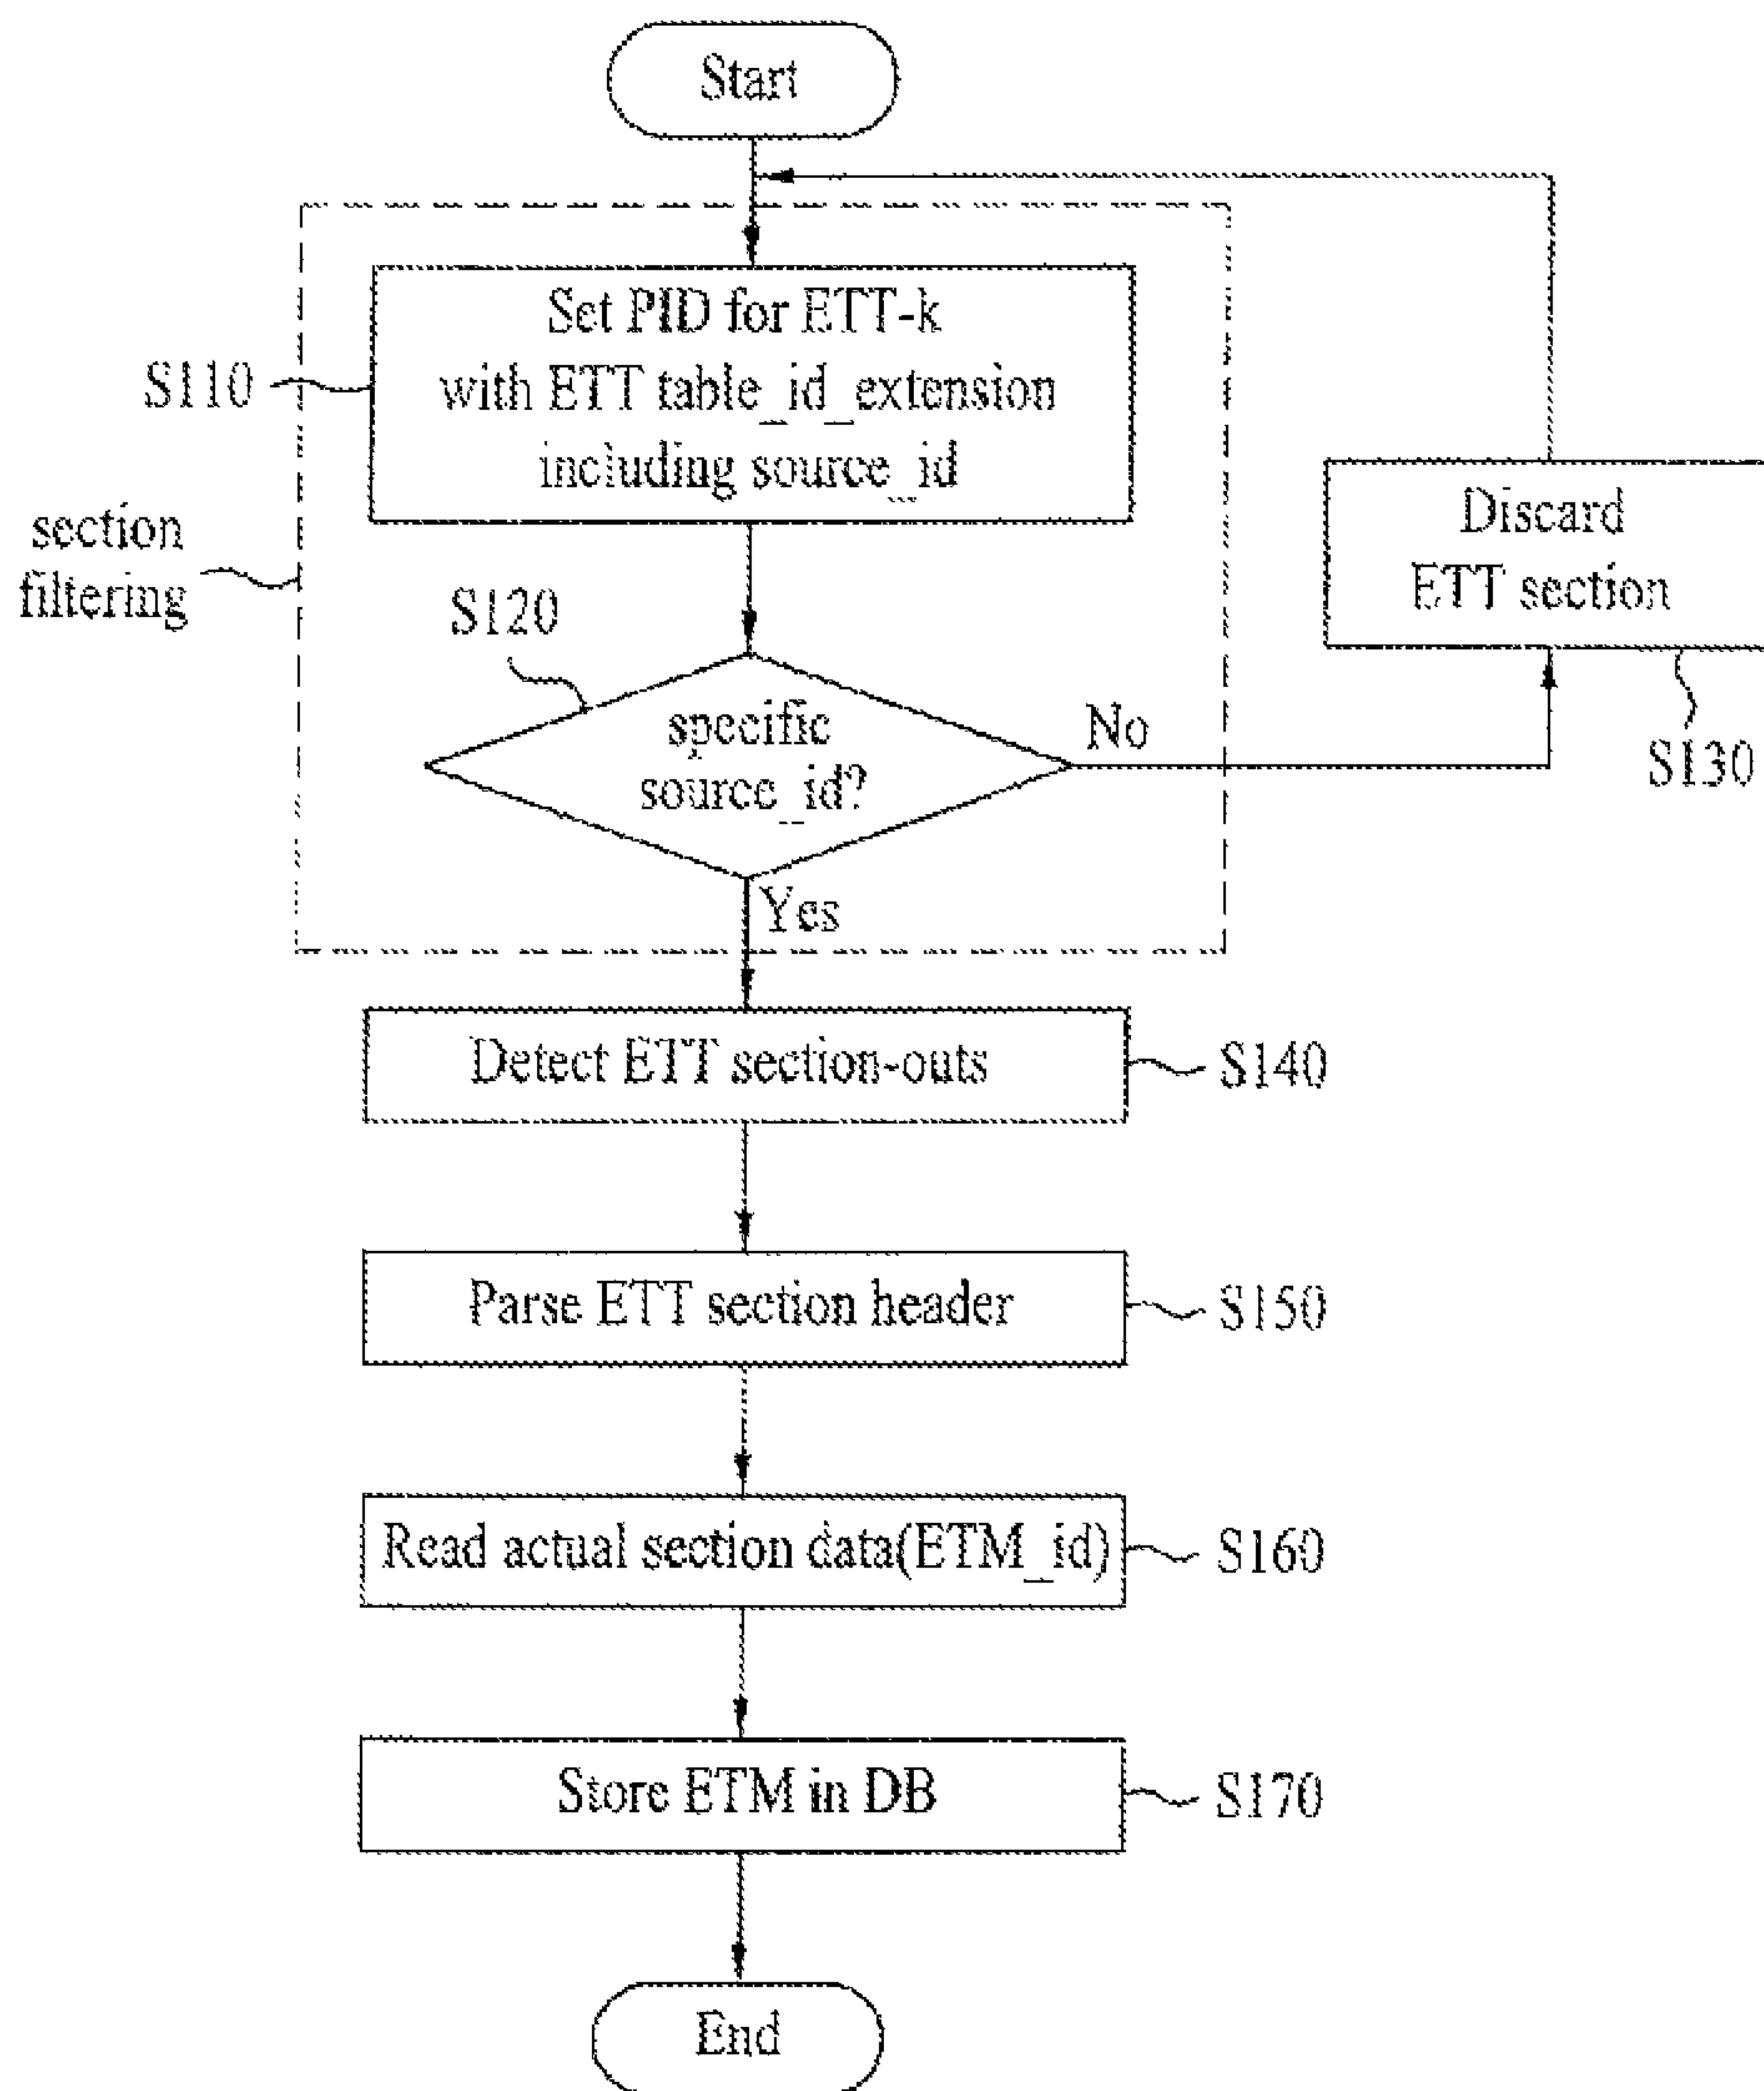 Start
Set PID for ETT-k
with ETT table_id_extension
including source_id
S110
section
filtering
Discard
ETT section
S120
specific
source_id?
No
S130
Yes
Detect ETT section-outs
S140
Parse ETT section header
S150
Read actual section data(ETM_id)
S160
Store ETM in DB
S170
End